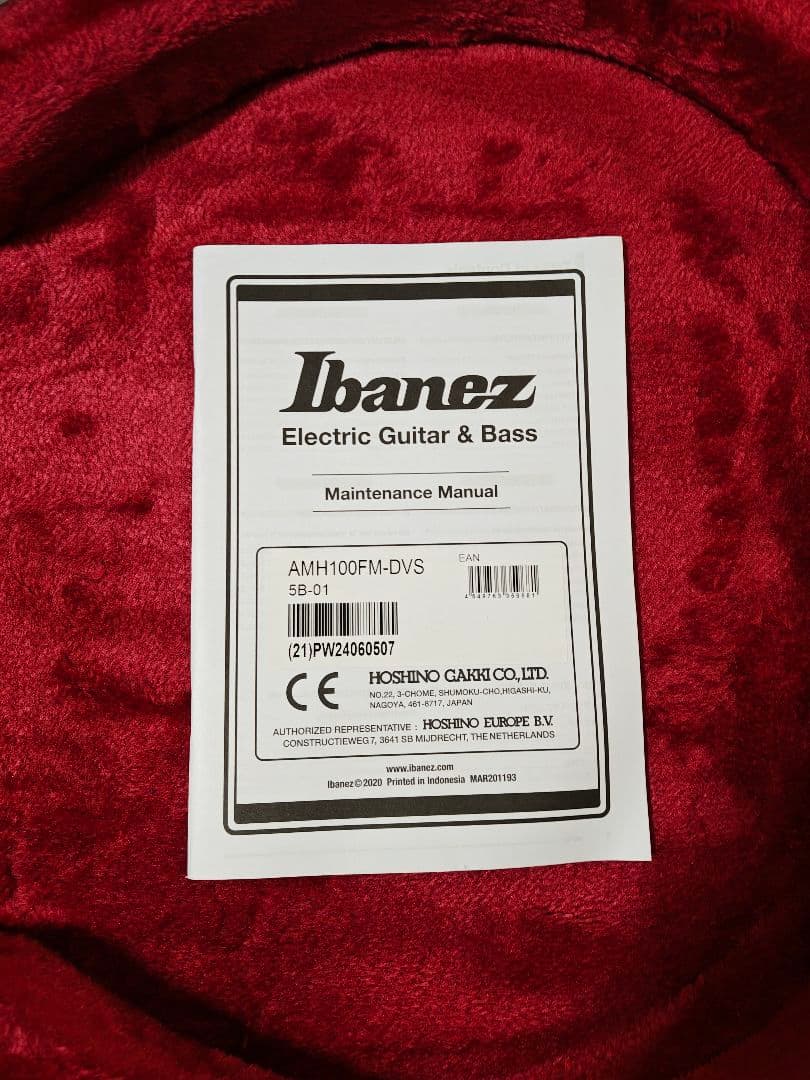 Ibanez
Electric Guitar & Bass
Maintenance Manual
AMH100FM-DVS
EAN
5B-01
(21)PW24060507
CE
HOSHINO GAKKI CO.,LTD.
NO.22, 3-CHOME, SHUMOKU-CHO,HIGASHI-KU,
NAGOYA, 461-8717, JAPAN
AUTHORIZED REPRESENTATIVE : HOSHINO EUROPE B.V.
CONSTRUCTIEWEG 7, 3641 SB MIJDRECHT, THE NETHERLANDS
www.ibanez.com
Ibanez©2020 Printed in Indonesia MAR201193